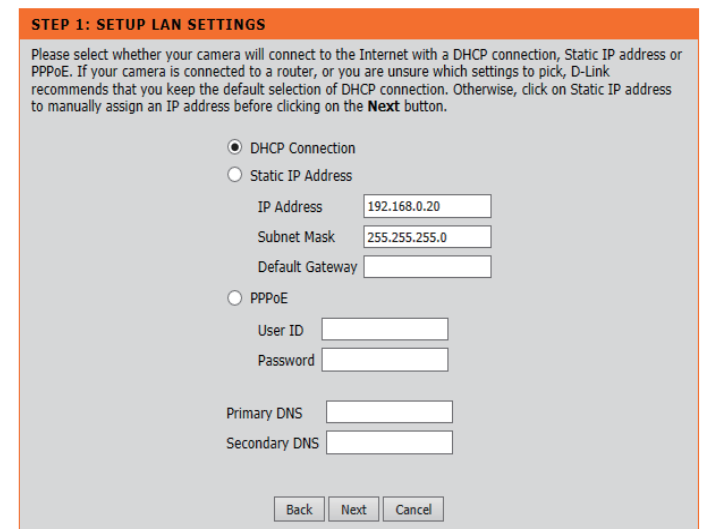 STEP 1: SETUP LAN SETTINGS
Please select whether your camera will connect to the Internet with a DHCP connection, Static IP address or
PPPoE. If your camera is connected to a router, or you are unsure which settings to pick, D-Link
recommends that you keep the default selection of DHCP connection. Otherwise, click on Static IP address
to manually assign an IP address before clicking on the Next button.
DHCP Connection
Static IP Address
IP Address 192.168.0.20
Subnet Mask 255.255.255.0
Default Gateway
PPPoE
User ID
Password
Primary DNS
Secondary DNS
Back Next Cancel